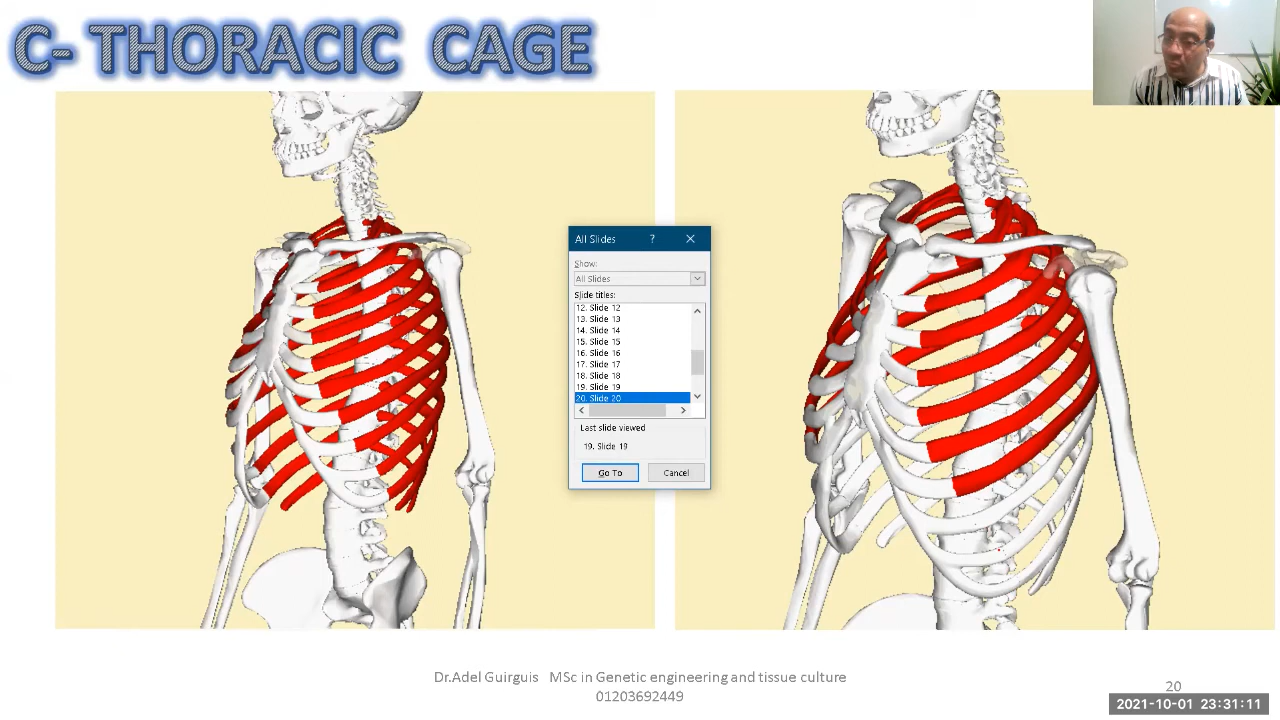 C- THORACIC CAGE
All Slides
?
Show:
All Slides
Slide titles:
12. Slide 12
13. Slide 13
14. Slide 14
15. Slide 15
16. Slide 16
17. Slide 17
18. Slide 18
19. Slide 19
20. Slide 20
Last slide viewed
19. Slide 19
Go To
Cancel
Dr.Adel Guirguis MSc in Genetic engineering and tissue culture
01203692449
20
2021-10-01 23:31:11